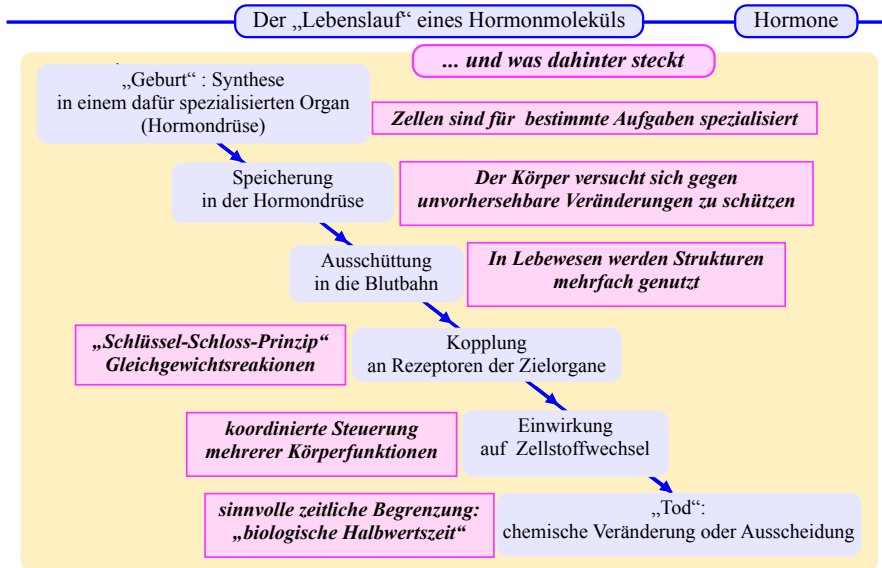 Der „Lebenslauf“ eines Hormonmoleküls
Hormone
... und was dahinter steckt
„Geburt“ : Synthese
in einem dafür spezialisierten Organ
(Hormondrüse)
Zellen sind für bestimmte Aufgaben spezialisiert
Speicherung
in der Hormondrüse
Der Körper versucht sich gegen
unvorhersehbare Veränderungen zu schützen
Ausschüttung
in die Blutbahn
In Lebewesen werden Strukturen
mehrfach genutzt
„Schlüssel-Schloss-Prinzip“
Gleichgewichtsreakionen
Kopplung
an Rezeptoren der Zielorgane
koordinierte Steuerung
mehrerer Körperfunktionen
Einwirkung
auf Zellstoffwechsel
sinnvolle zeitliche Begrenzung:
„biologische Halbwertszeit“
„Tod“:
chemische Veränderung oder Ausscheidung